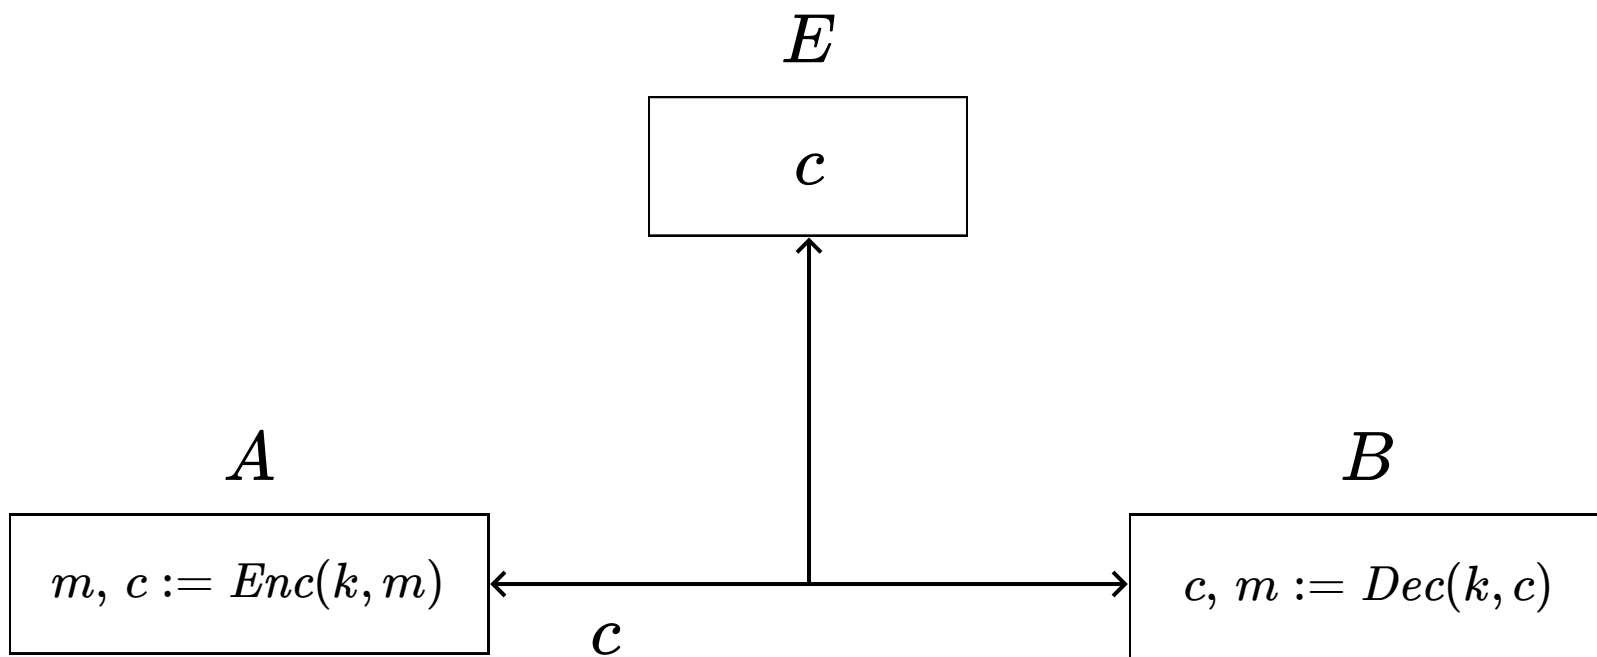 E
c
A
B
m, c := Enc(k, m)
c, m := Dec(k, c)
c